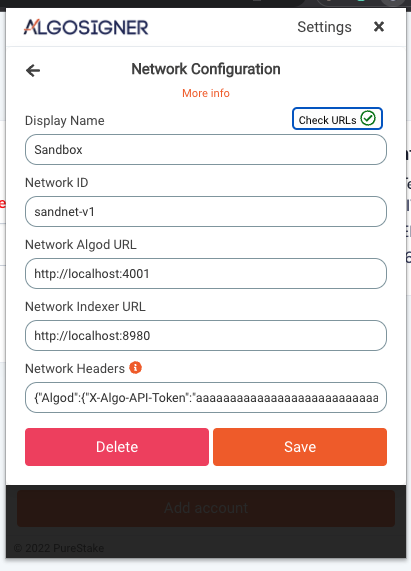 ALGOSIGNER
Settings
Network Configuration
More info
Display Name
Check URLs
Sandbox
Network ID
sandnet-v1
Network Algod URL
http://localhost:4001
Network Indexer URL
http://localhost:8980
Network Headers
{"Algod":{"X-Algo-API-Token":"aaaaaaaaaaaaaaaaaaaaaaaaaaa
Delete
Save
Add account
© 2022 PureStake